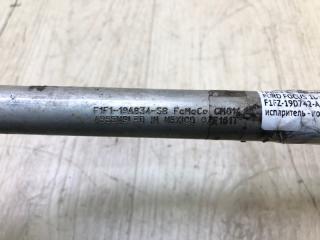 F1F1-19A834-SB FoMoCo
ASSEMBLED IN MEXICO
FORD FOCUS
F1FZ-19D742-A
испаритель